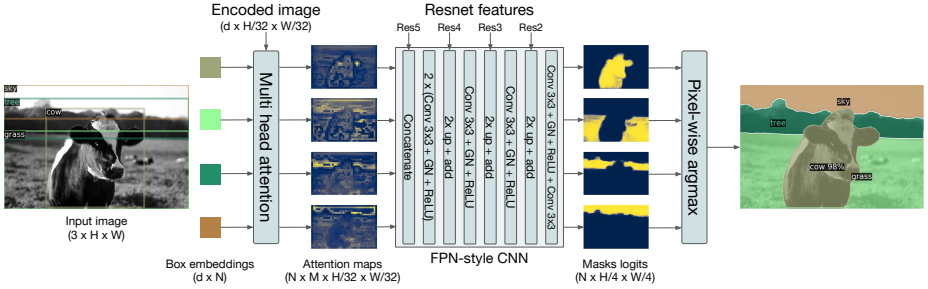 Encoded image
(d x H/32 x W/32)
Resnet features
Res5
Res4
Res3
Res2
sky
tree
cow
grass
Input image
(3 x H x W)
Box embeddings
(d x N)
Multi head attention
Attention maps
(N x M x H/32 x W/32)
Concatenate
2 x (Conv 3x3 + GN + ReLU)
2x up + add
Conv 3x3 + GN + ReLU
2x up + add
Conv 3x3 + GN + ReLU
2x up + add
Conv 3x3 + GN + ReLU + Conv 3x3
FPN-style CNN
Masks logits
(N x H/4 x W/4)
Pixel-wise argmax
sky
tree
cow 98%
grass